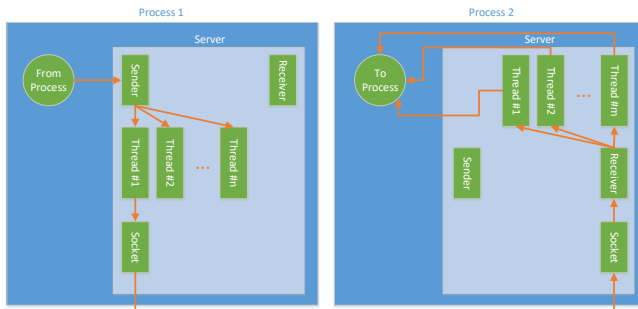 Process 1
Server
From
Process
Sender
Receiver
Thread #1
Thread #2
...
Thread #n
Socket
Process 2
Server
To
Process
Thread #1
Thread #2
...
Thread #m
Sender
Receiver
Socket